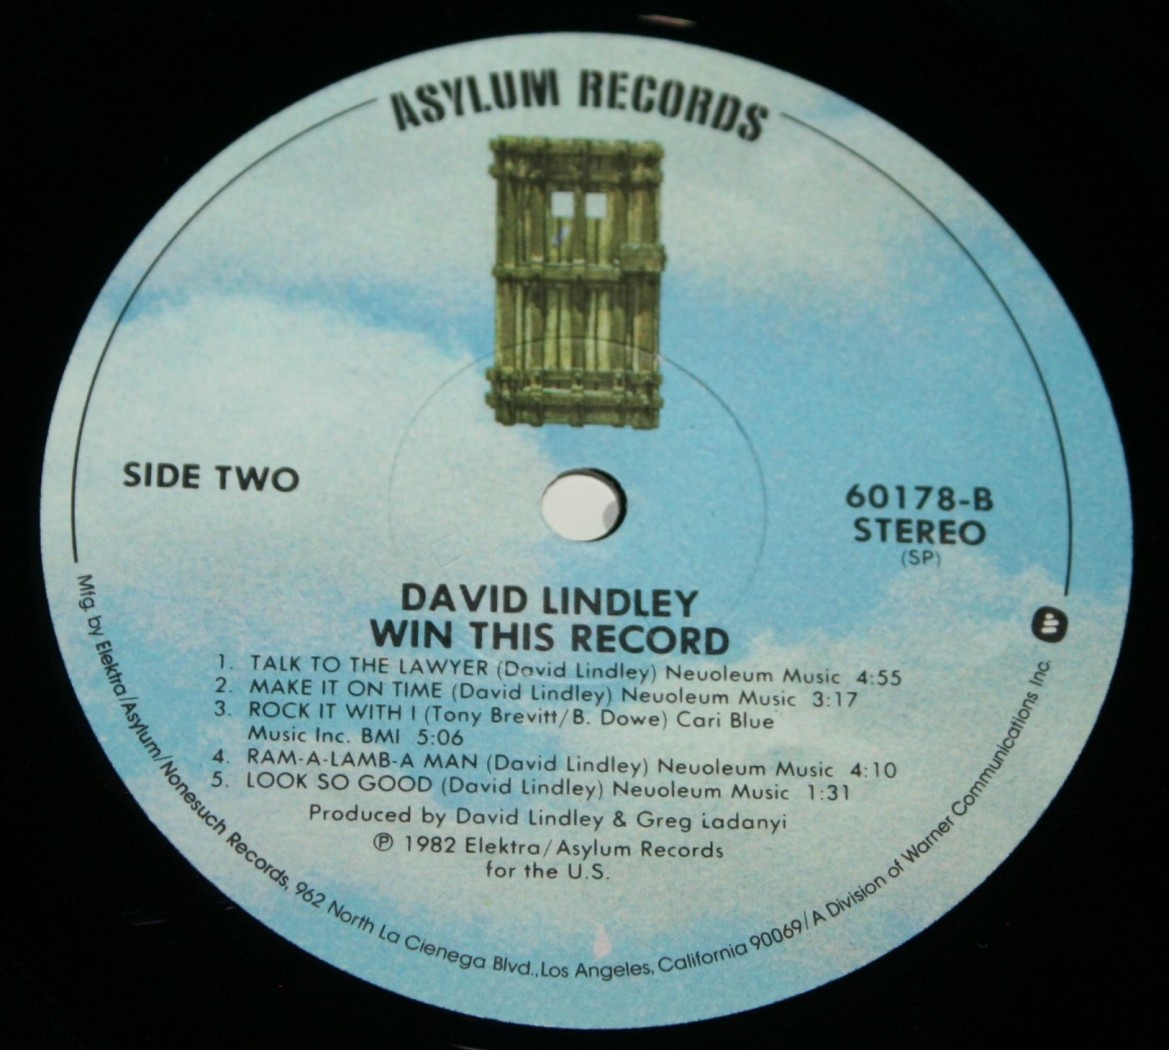 ASYLUM RECORDS
SIDE TWO
60178-B
STEREO
(SP)
DAVID LINDLEY
WIN THIS RECORD
1. TALK TO THE LAWYER (David Lindley) Neuoleum Music 4:55
2. MAKE IT ON TIME (David Lindley) Neuoleum Music 3:17
3. ROCK IT WITH I (Tony Brevitt/B. Dowe) Cari Blue
Music Inc. BMI 5:06
4. RAM-A-LAMB-A MAN (David Lindley) Neuoleum Music 4:10
5. LOOK SO GOOD (David Lindley) Neuoleum Music 1:31
Produced by David Lindley & Greg Ladanyi
℗ 1982 Elektra/Asylum Records
for the U.S.
Mfg. by Elektra/Asylum/Nonesuch Records, 962 North La Cienega Blvd., Los Angeles, California 90069/A Division of Warner Communications Inc.